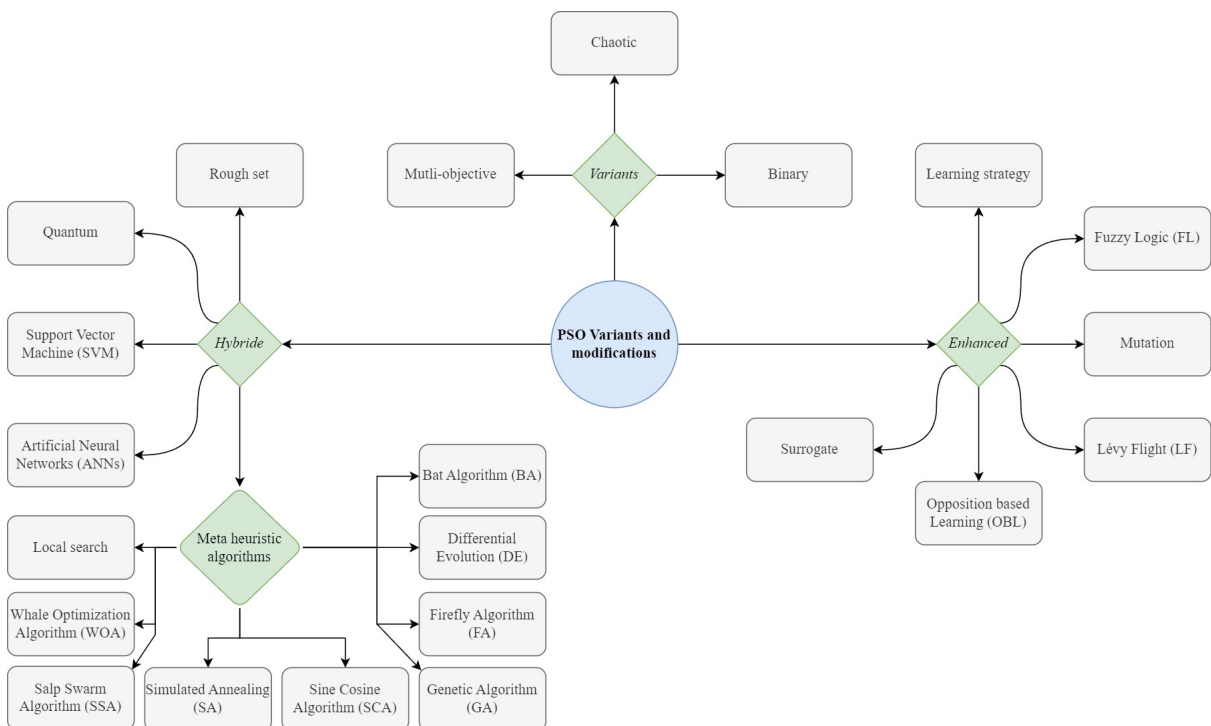 Chaotic
Rough set
Mutli-objective
Variants
Binary
Learning strategy
Quantum
Fuzzy Logic (FL)
Support Vector
Machine (SVM)
Hybride
PSO Variants and
modifications
Enhanced
Mutation
Artificial Neural
Networks (ANNs)
Surrogate
Lévy Flight (LF)
Bat Algorithm (BA)
Opposition based
Learning (OBL)
Local search
Meta heuristic
algorithms
Differential
Evolution (DE)
Whale Optimization
Algorithm (WOA)
Firefly Algorithm
(FA)
Salp Swarm
Algorithm (SSA)
Simulated Annealing
(SA)
Sine Cosine
Algorithm (SCA)
Genetic Algorithm
(GA)